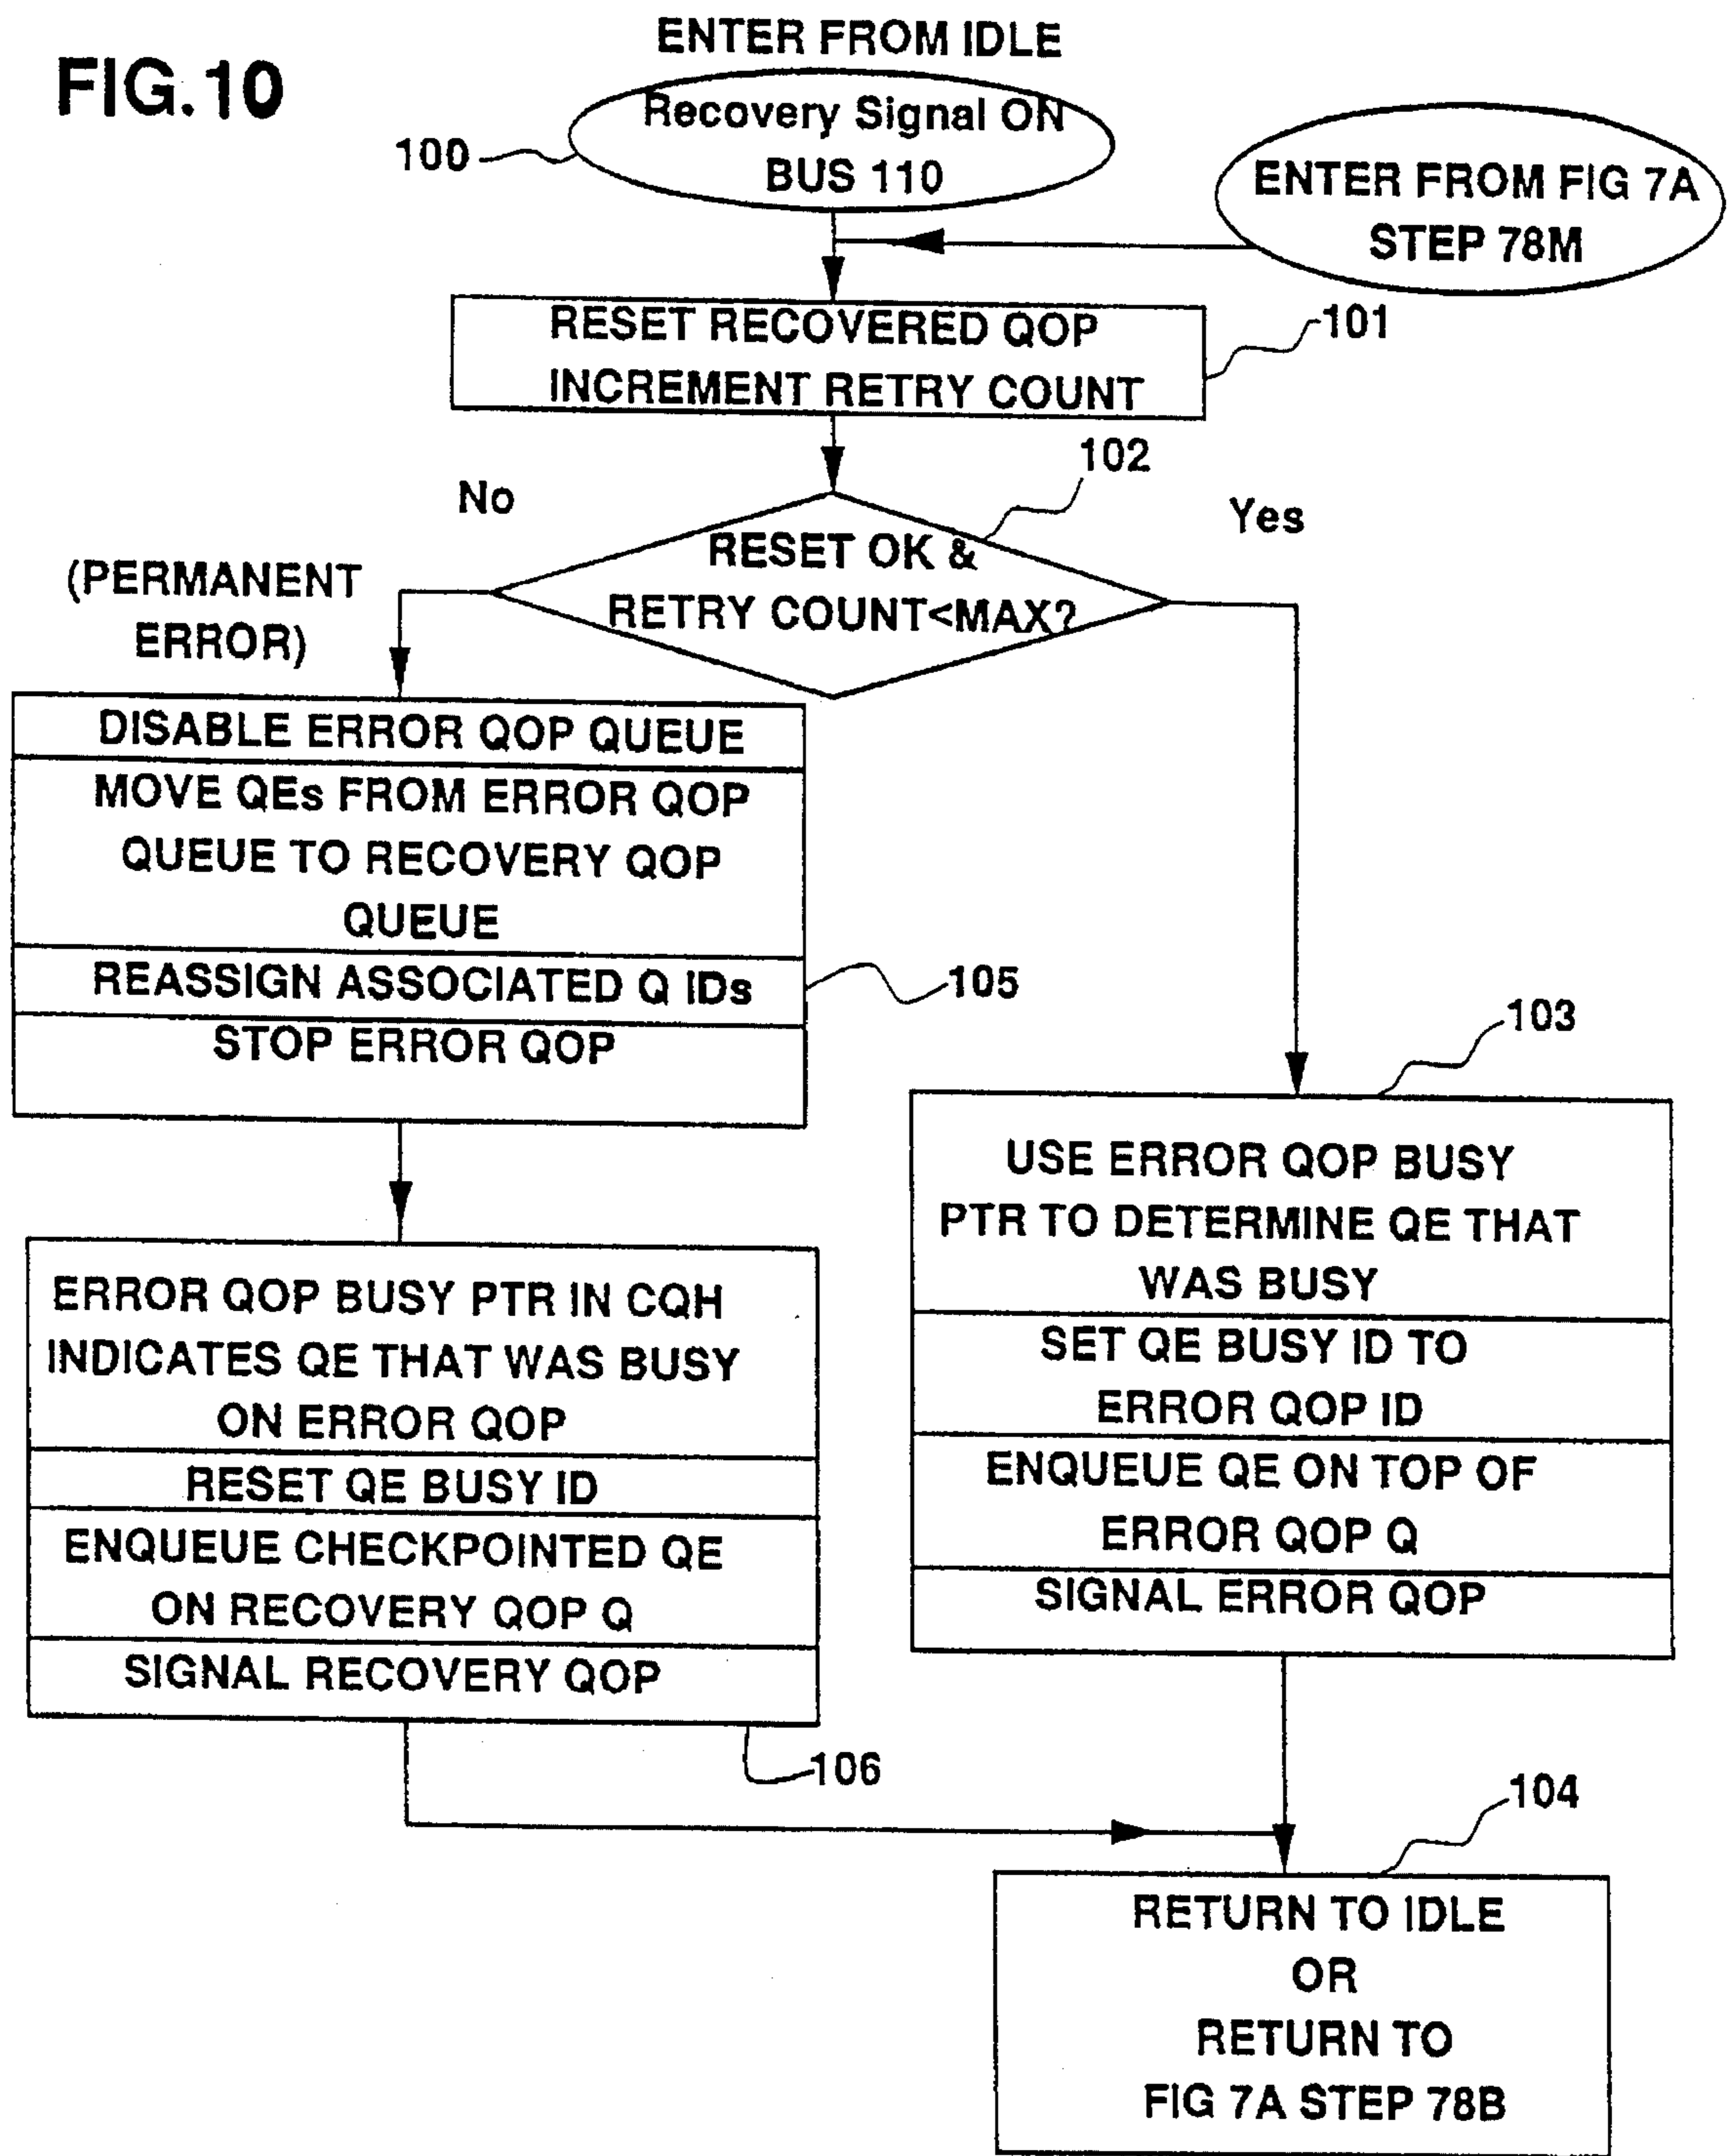 FIG.10
ENTER FROM IDLE
Recovery Signal ON
BUS 110
100
ENTER FROM FIG 7A
STEP 78M
RESET RECOVERED QOP
INCREMENT RETRY COUNT
101
102
No
Yes
RESET OK &
RETRY COUNT<MAX?
(PERMANENT
ERROR)
DISABLE ERROR QOP QUEUE
MOVE QEs FROM ERROR QOP
QUEUE TO RECOVERY QOP
QUEUE
REASSIGN ASSOCIATED Q IDs
STOP ERROR QOP
105
103
USE ERROR QOP BUSY
PTR TO DETERMINE QE THAT
WAS BUSY
SET QE BUSY ID TO
ERROR QOP ID
ENQUEUE QE ON TOP OF
ERROR QOP Q
SIGNAL ERROR QOP
ERROR QOP BUSY PTR IN CQH
INDICATES QE THAT WAS BUSY
ON ERROR QOP
RESET QE BUSY ID
ENQUEUE CHECKPOINTED QE
ON RECOVERY QOP Q
SIGNAL RECOVERY QOP
106
104
RETURN TO IDLE
OR
RETURN TO
FIG 7A STEP 78B